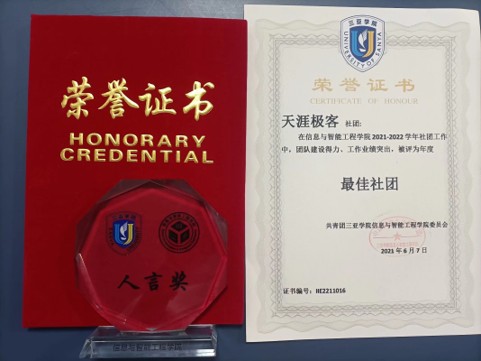 荣誉证书
HONORARY
CREDENTIAL
人言奖
三亚学院
UNIVERSITY OF SANYA
荣誉证书
CERTIFICATE OF HONOUR
天涯极客 社团:
在信息与智能工程学院 2021-2022 学年社团工作
中,团队建设得力,工作业绩突出,被评为年度
最佳社团
共青团三亚学院信息与智能工程学院委员会
2021 年 6 月 7 日
证书编号:HE2211016